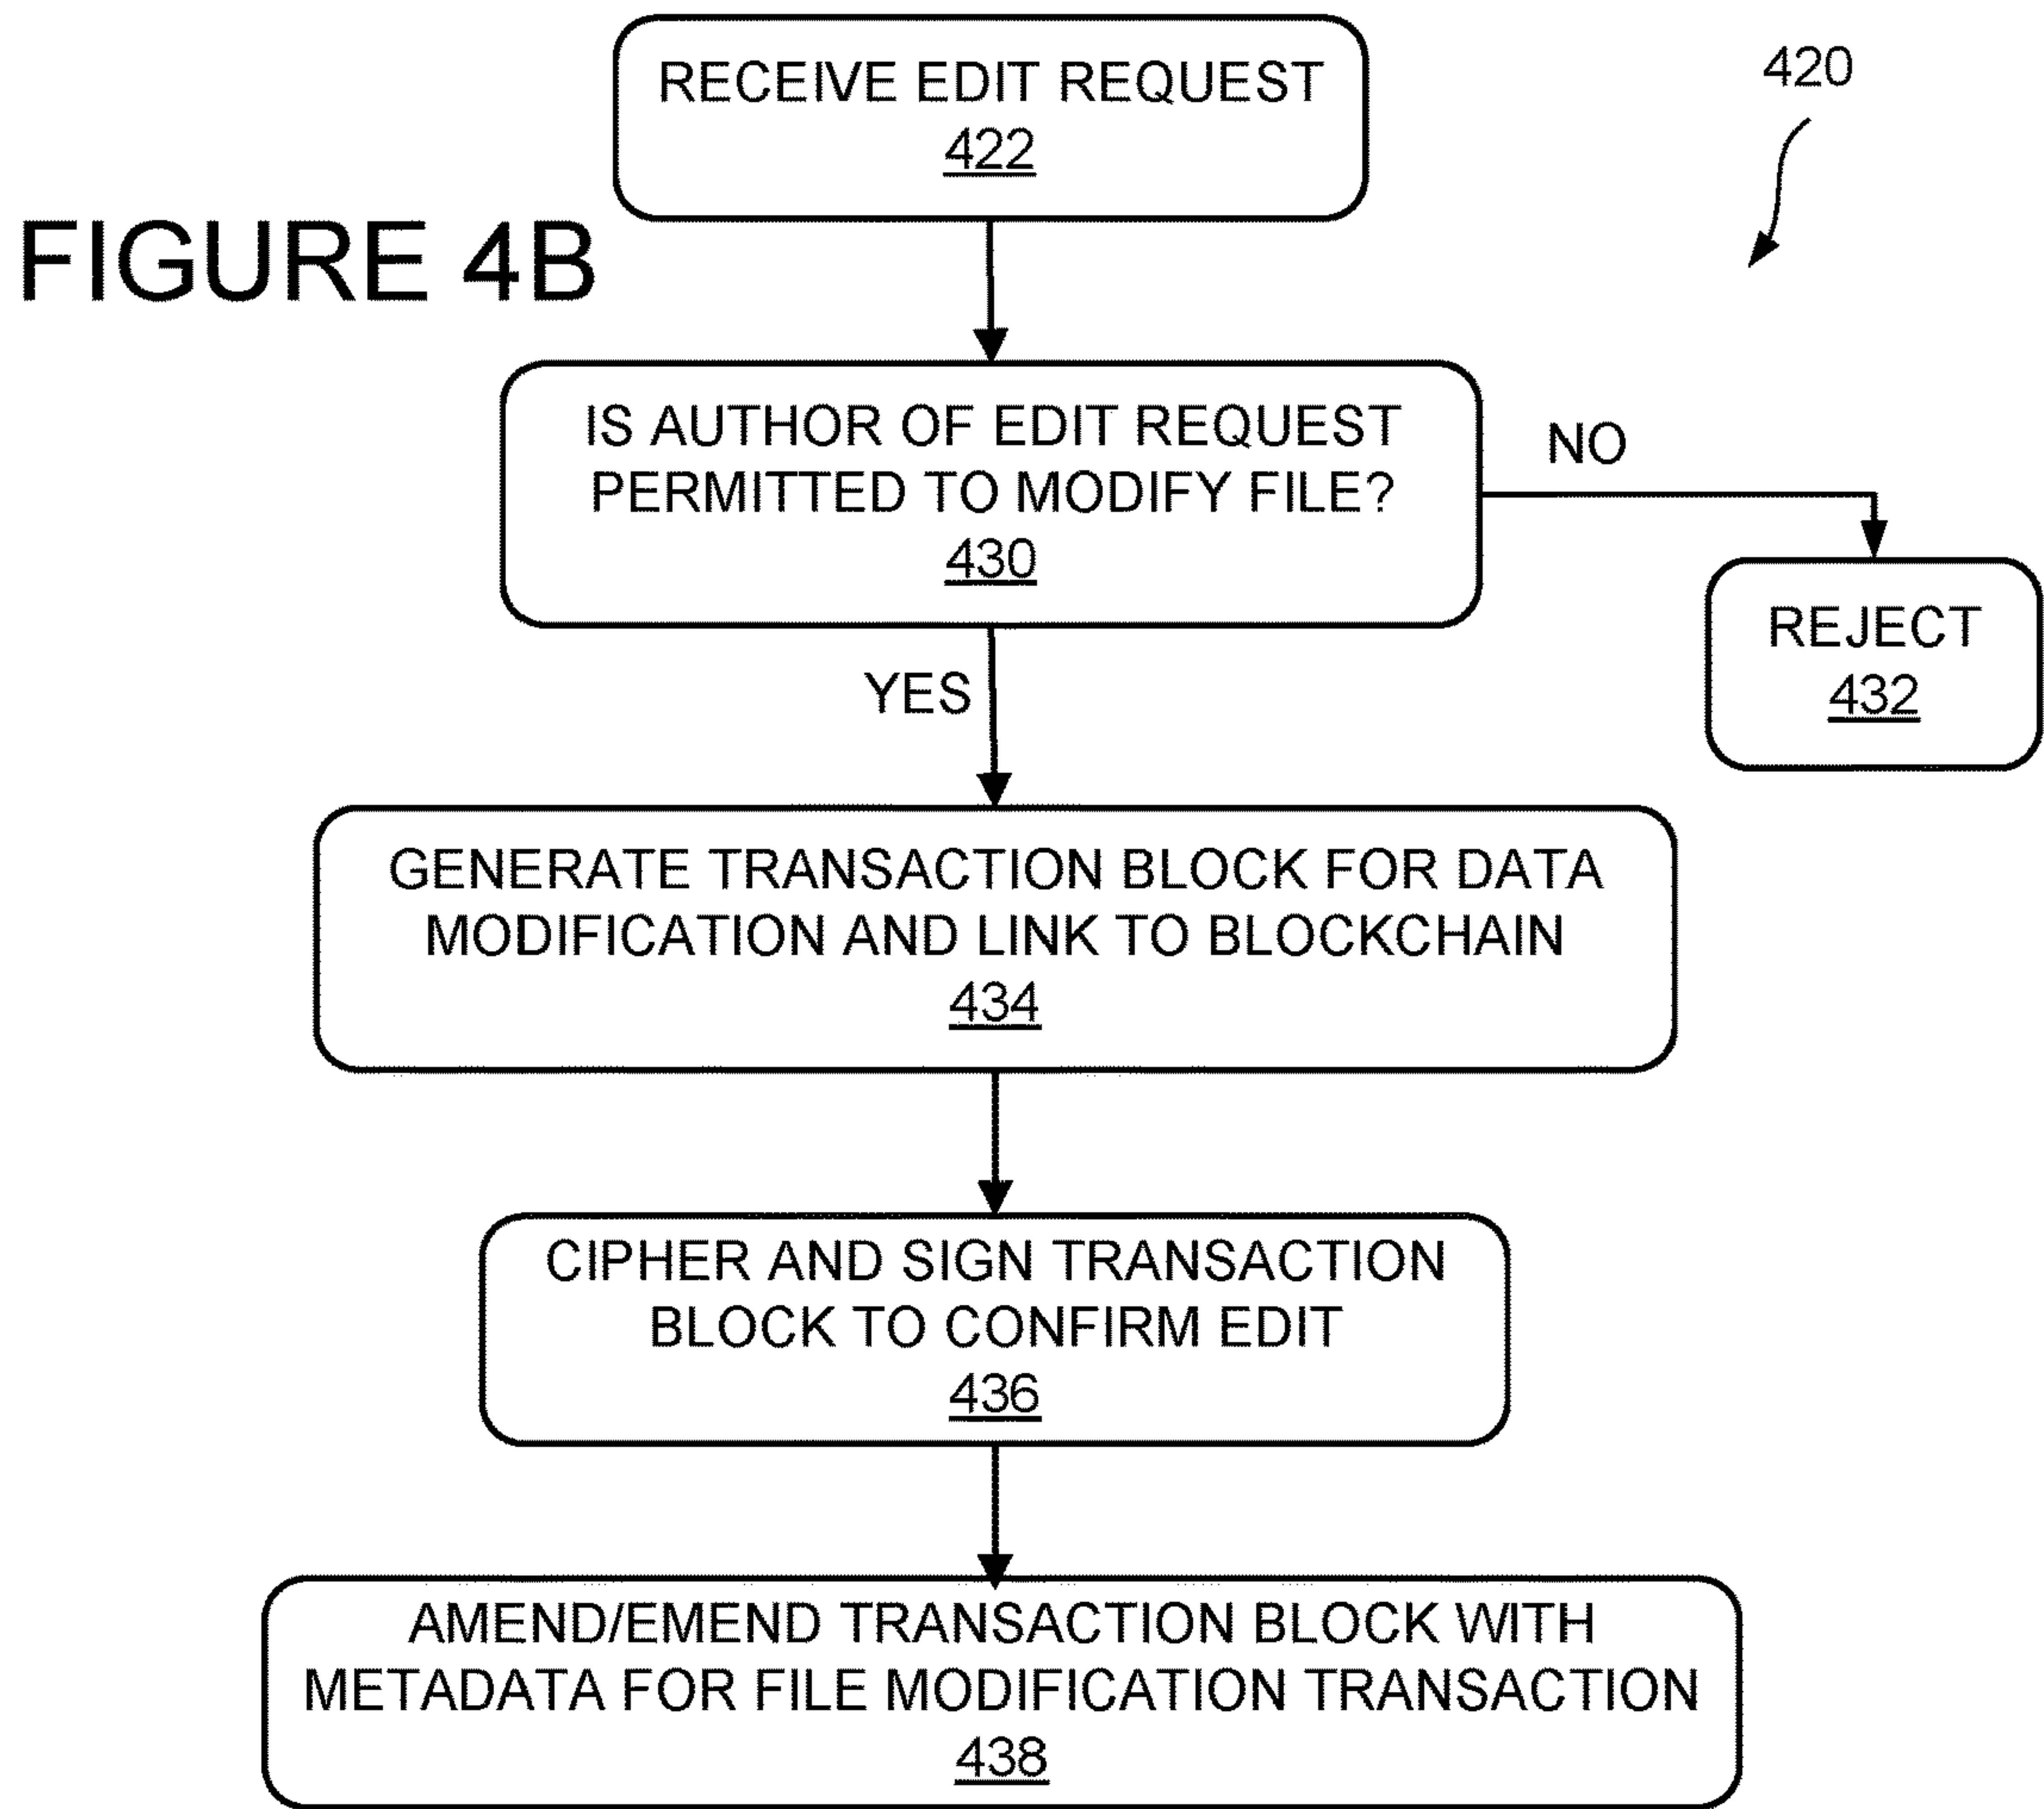 RECEIVE EDIT REQUEST
422
420
FIGURE 4B
IS AUTHOR OF EDIT REQUEST
PERMITTED TO MODIFY FILE?
430
NO
REJECT
432
YES
GENERATE TRANSACTION BLOCK FOR DATA
MODIFICATION AND LINK TO BLOCKCHAIN
434
CIPHER AND SIGN TRANSACTION
BLOCK TO CONFIRM EDIT
436
AMEND/EMEND TRANSACTION BLOCK WITH
METADATA FOR FILE MODIFICATION TRANSACTION
438